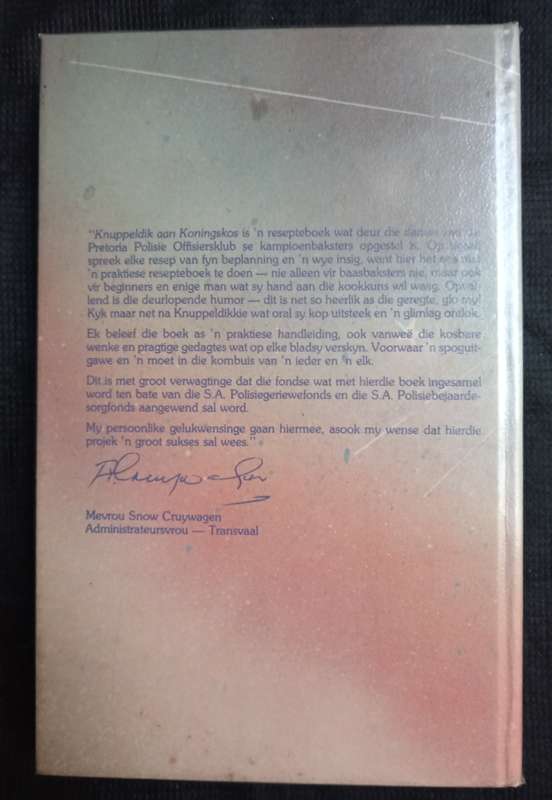 "Knuppeldik aan Koningskos is 'n resepteboek wat deur die dames van die
Pretoria Polisie Offisiersklub se kampioenbaksters opgestel is. Op
spreek elke resep van fyn beplanning en 'n wye insig, want hier het ons met
'n praktiese resepteboek te doen — nie alleen vir baasbaksters nie, maar ook
vir beginners en enige man wat sy hand aan die kookkuns wil waag. Opval-
lend is die deurlopende humor — dit is net so heerlik as die geregte, glo my!
Kyk maar net na Knuppeldikkie wat oral sy kop uitsteek en 'n glimlag ontlok.
Ek beleef die boek as 'n praktiese handleiding, ook vanweë die kosbare
wenke en pragtige gedagtes wat op elke bladsy verskyn. Voorwaar 'n spoguit-
gawe en 'n moet in die kombuis van 'n ieder en 'n elk.
Dit is met groot verwagtinge dat die fondse wat met hierdie boek ingesamel
word ten bate van die S.A. Polisiegeriewefonds en die S.A. Polisiebejaarde-
sorgfonds aangewend sal word.
My persoonlike gelukwensinge gaan hiermee, asook my wense dat hierdie
projek 'n groot sukses sal wees."
Mevrou Snow Cruywagen
Administrateursvrou — Transvaal